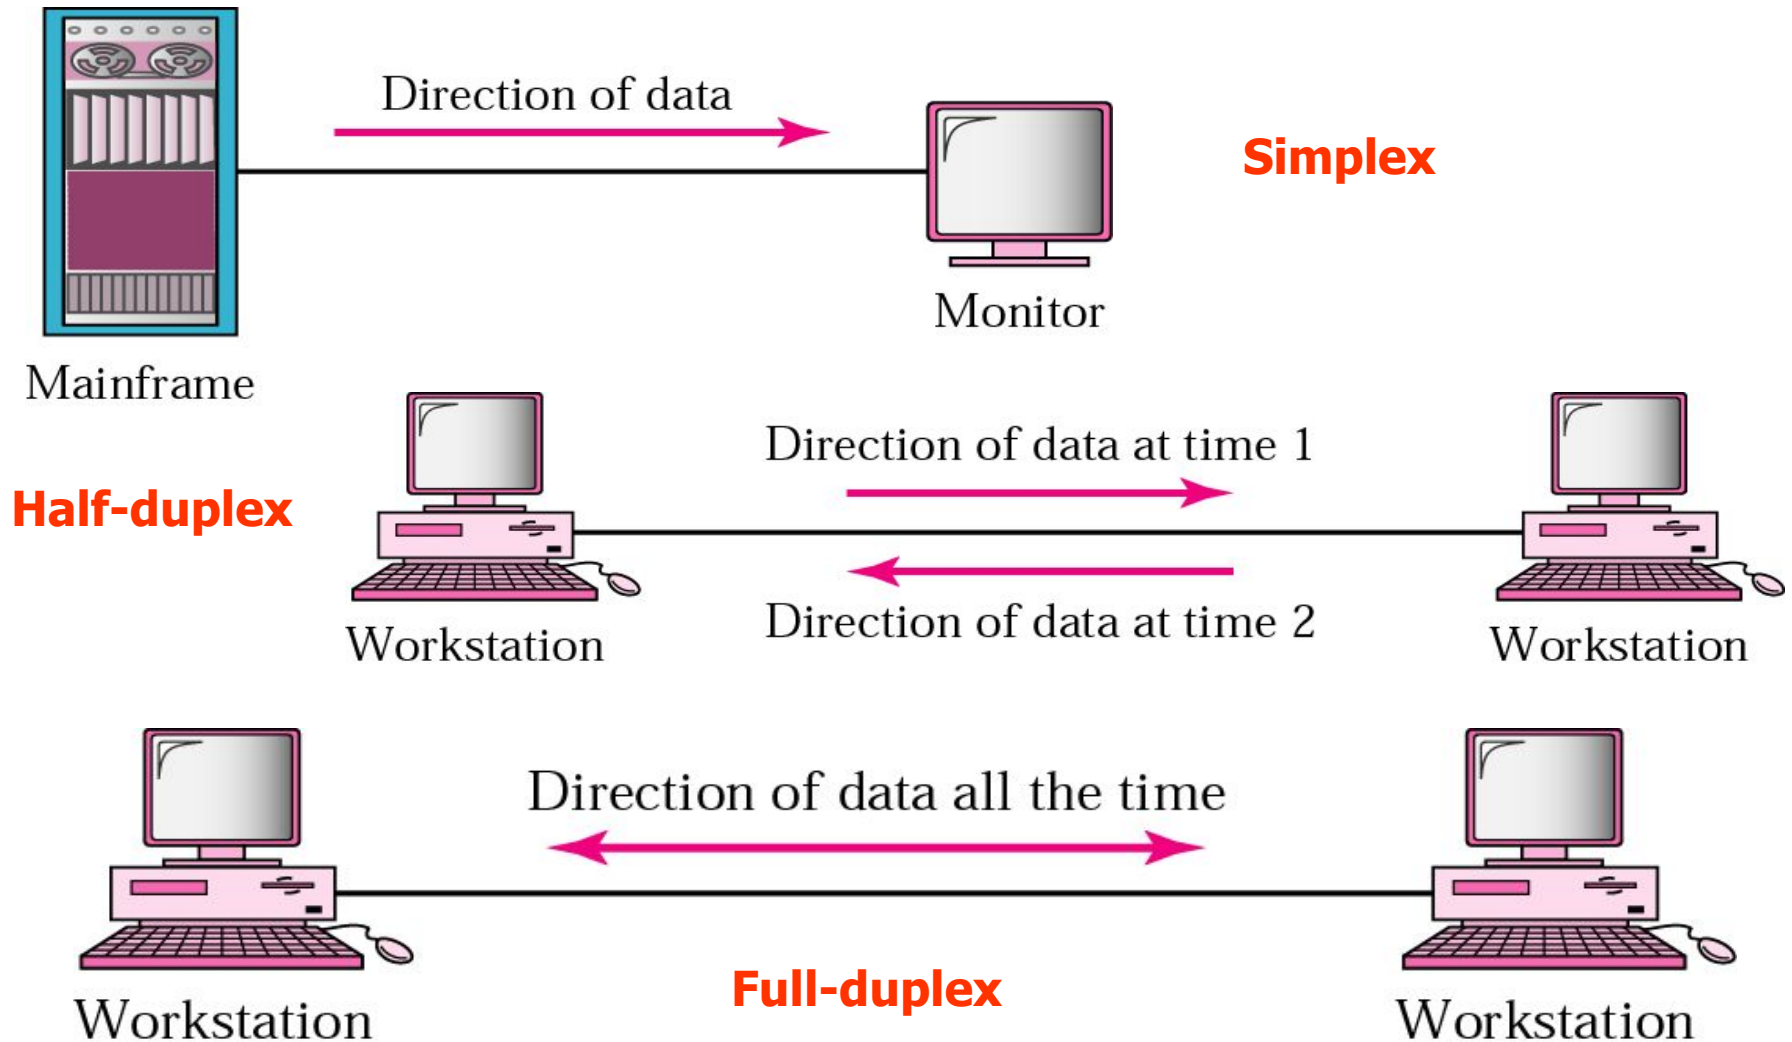 Direction of data
Simplex
Monitor
Mainframe
Direction of data at time 1
Half-duplex
Direction of data at time 2
Workstation
Workstation
Direction of data all the time
Full-duplex
Workstation
Workstation